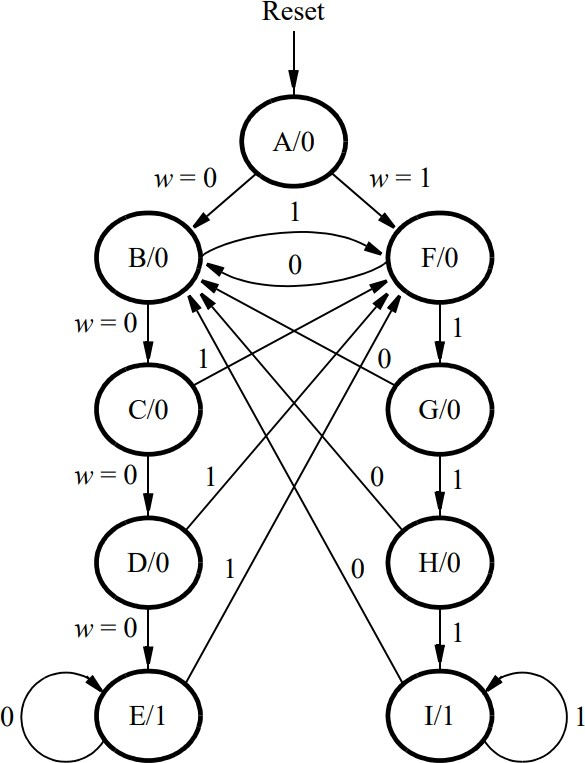 Reset
A/0
w = 0
w = 1
1
B/0
F/0
0
w = 0
1
1
0
C/0
G/0
w = 0
1
0
1
D/0
H/0
w = 0
1
0
1
0
E/1
I/1
1